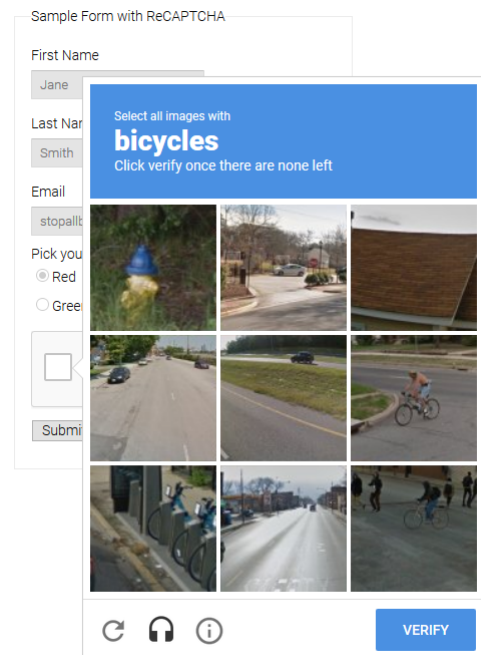 Sample Form with ReCAPTCHA
First Name
Jane
Last Nar
Smith
Email
stopallb
Pick you
Red
Gree
Submi
Select all images with
bicycles
Click verify once there are none left
VERIFY